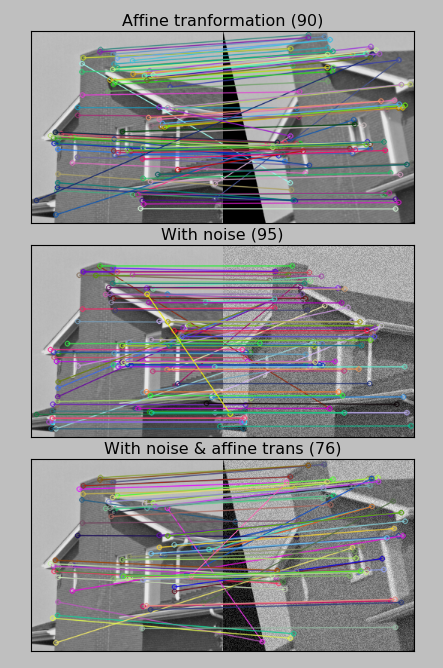 Affine tranformation (90)
With noise (95)
With noise & affine trans (76)